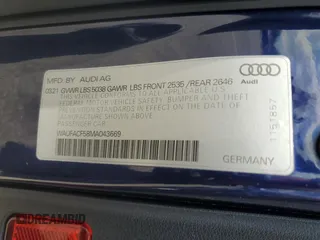 MFD. BY AUDI AG
05/21 GVWR LBS 5038 GAWR LBS FRONT 2535 /REAR 2646
THIS VEHICLE CONFORMS TO ALL APPLICABLE U.S.
FEDERAL MOTOR VEHICLE SAFETY, BUMPER AND THEFT
PREVENTION STANDARDS IN EFFECT ON THE DATE OF
MANUFACTURE SHOWN ABOVE.
PASSENGER CAR
Audi
GERMANY
DREAMBID